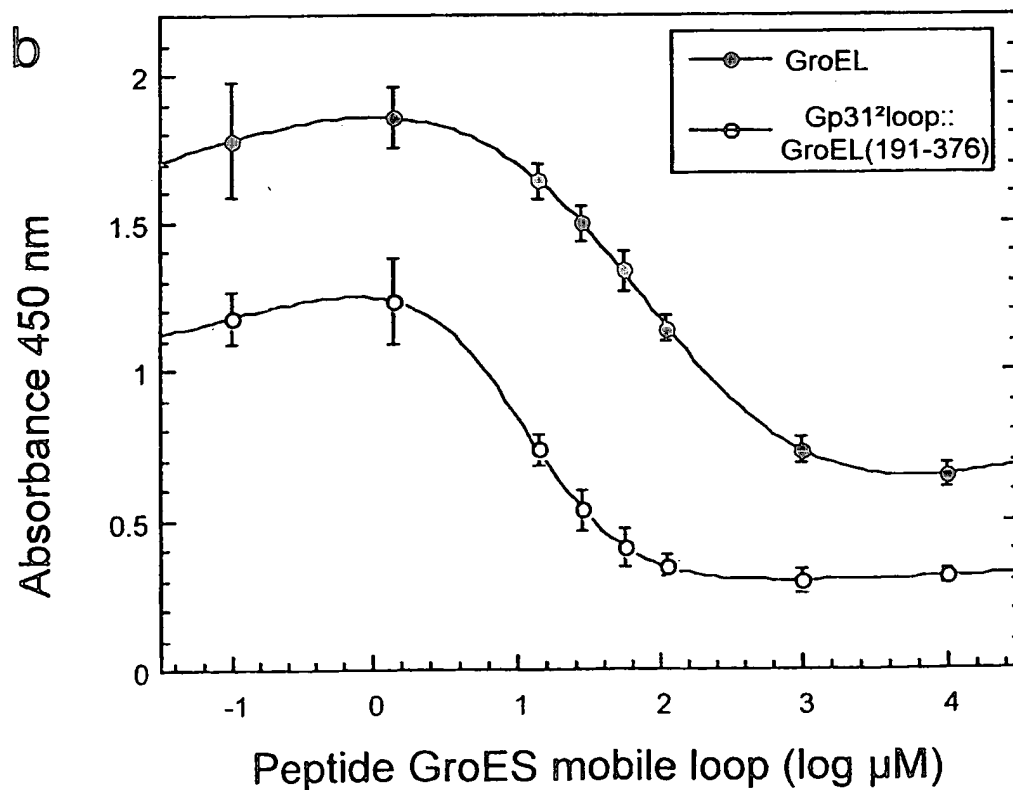 b
GroEL
Gp31²loop::
GroEL(191-376)
2
1.5
1
0.5
0
-1 0 1 2 3 4
Absorbance 450 nm
Peptide GroES mobile loop (log µM)